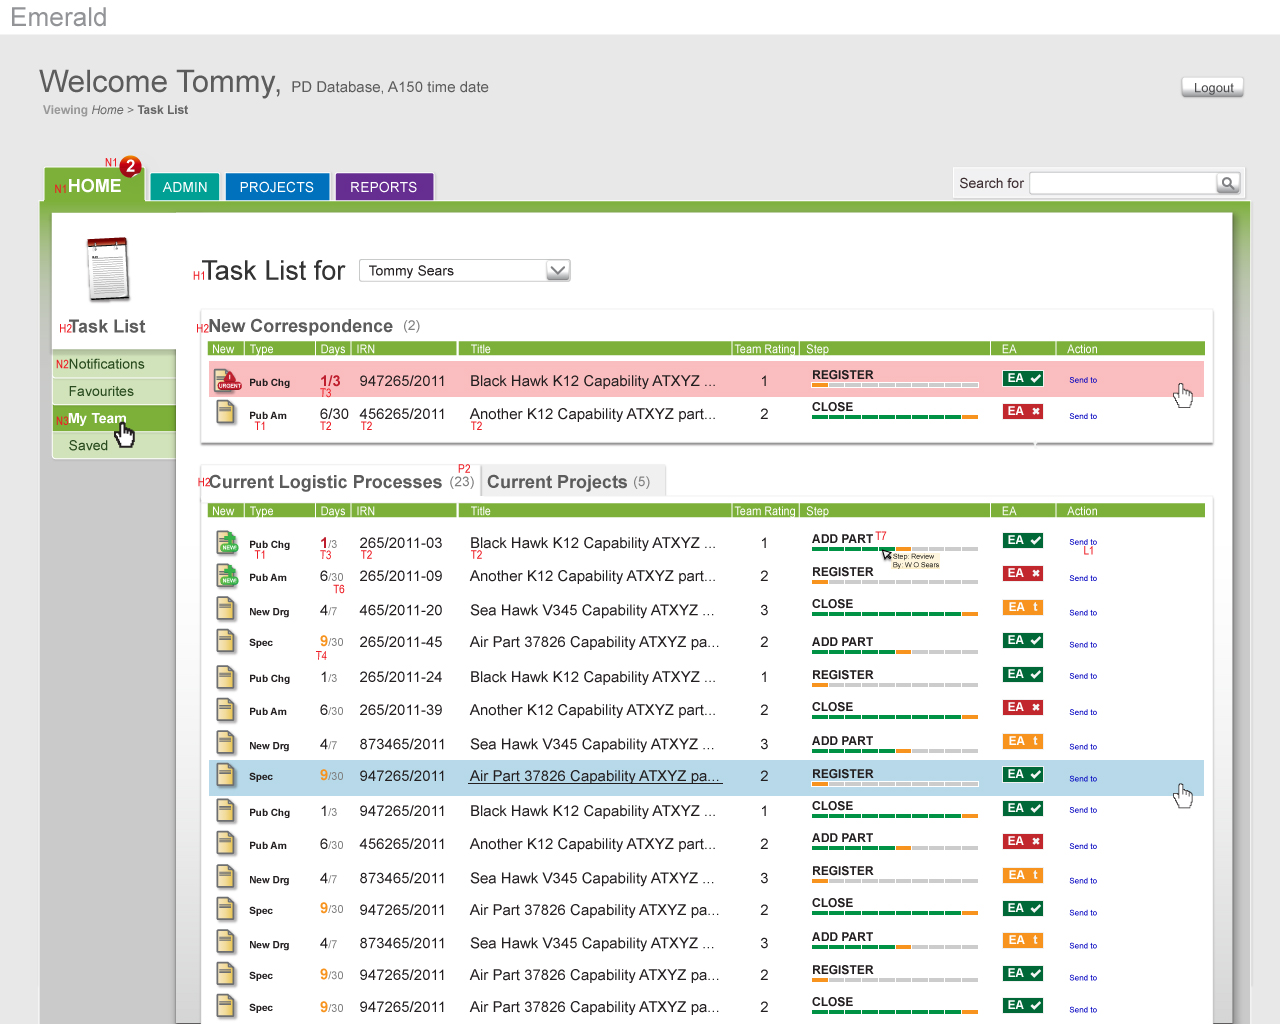 Emerald
Welcome Tommy, PD Database, A150 time date
Logout
Viewing Home > Task List
N1 2
N1 HOME ADMIN PROJECTS REPORTS
Search for
H1 Task List for Tommy Sears
H2 Task List
N2 Notifications
Favourites
N3 My Team
Saved
H2 New Correspondence (2)
New Type Days IRN Title Team Rating Step EA Action
URGENT Pub Chg 1/3 947265/2011 Black Hawk K12 Capability ATXYZ ... 1 REGISTER EA ✔ Send to
T3
Pub Am 6/30 456265/2011 Another K12 Capability ATXYZ part... 2 CLOSE EA ✖ Send to
T1 T2 T2 T2
P2
H2 Current Logistic Processes (23) Current Projects (5)
New Type Days IRN Title Team Rating Step EA Action
NEW Pub Chg 1/3 265/2011-03 Black Hawk K12 Capability ATXYZ ... 1 ADD PART T7 EA ✔ Send to
T1 T3 T2 T2 L1
Step: Review
By: W O Sears
NEW Pub Am 6/30 265/2011-09 Another K12 Capability ATXYZ part... 2 REGISTER EA ✖ Send to
T6
New Drg 4/7 465/2011-20 Sea Hawk V345 Capability ATXYZ ... 3 CLOSE EA t Send to
Spec 9/30 265/2011-45 Air Part 37826 Capability ATXYZ pa... 2 ADD PART EA ✔ Send to
T4
Pub Chg 1/3 265/2011-24 Black Hawk K12 Capability ATXYZ ... 1 REGISTER EA ✔ Send to
Pub Am 6/30 265/2011-39 Another K12 Capability ATXYZ part... 2 CLOSE EA ✖ Send to
New Drg 4/7 873465/2011 Sea Hawk V345 Capability ATXYZ ... 3 ADD PART EA t Send to
Spec 9/30 947265/2011 Air Part 37826 Capability ATXYZ pa... 2 REGISTER EA ✔ Send to
Pub Chg 1/3 947265/2011 Black Hawk K12 Capability ATXYZ ... 1 CLOSE EA ✔ Send to
Pub Am 6/30 456265/2011 Another K12 Capability ATXYZ part... 2 ADD PART EA ✖ Send to
New Drg 4/7 873465/2011 Sea Hawk V345 Capability ATXYZ ... 3 REGISTER EA t Send to
Spec 9/30 947265/2011 Air Part 37826 Capability ATXYZ pa... 2 CLOSE EA ✔ Send to
New Drg 4/7 873465/2011 Sea Hawk V345 Capability ATXYZ ... 3 ADD PART EA t Send to
Spec 9/30 947265/2011 Air Part 37826 Capability ATXYZ pa... 2 REGISTER EA ✔ Send to
Spec 9/30 947265/2011 Air Part 37826 Capability ATXYZ pa... 2 CLOSE EA ✔ Send to